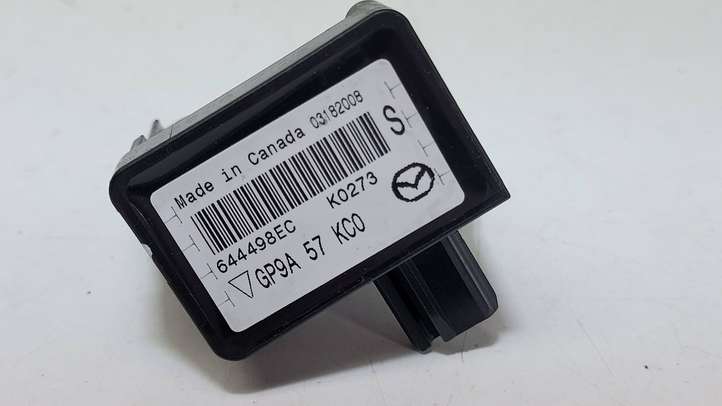 Made in Canada 03182008
S
644498EC K0273
GP9A 57 KC0